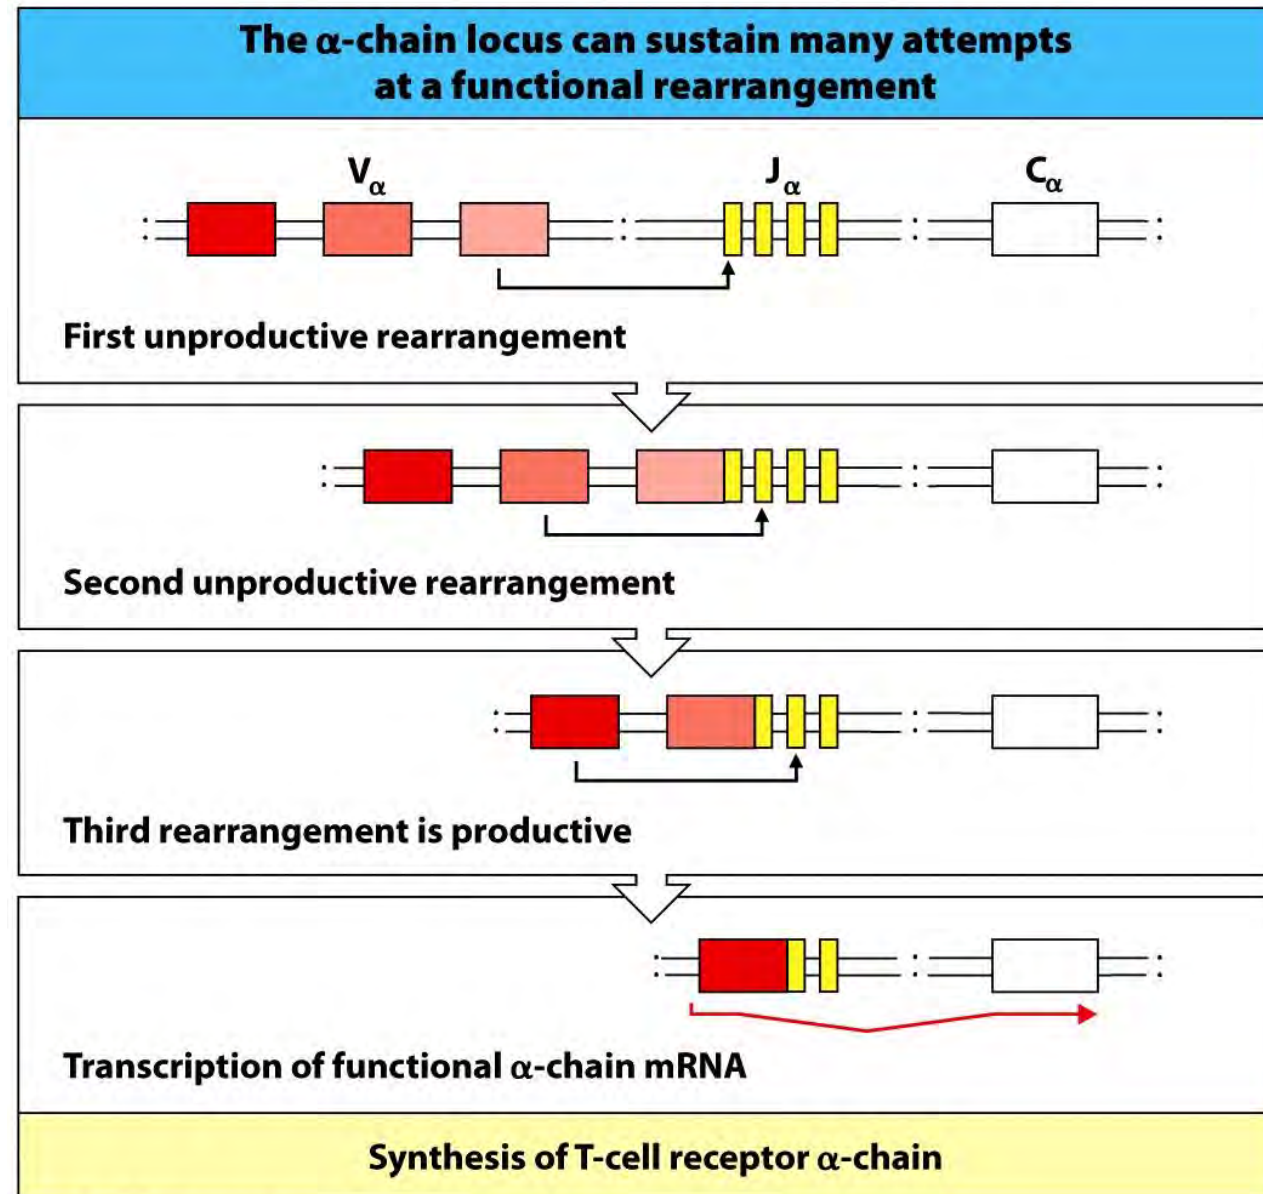 The α-chain locus can sustain many attempts
at a functional rearrangement
Vα Jα Cα
First unproductive rearrangement
Second unproductive rearrangement
Third rearrangement is productive
Transcription of functional α-chain mRNA
Synthesis of T-cell receptor α-chain